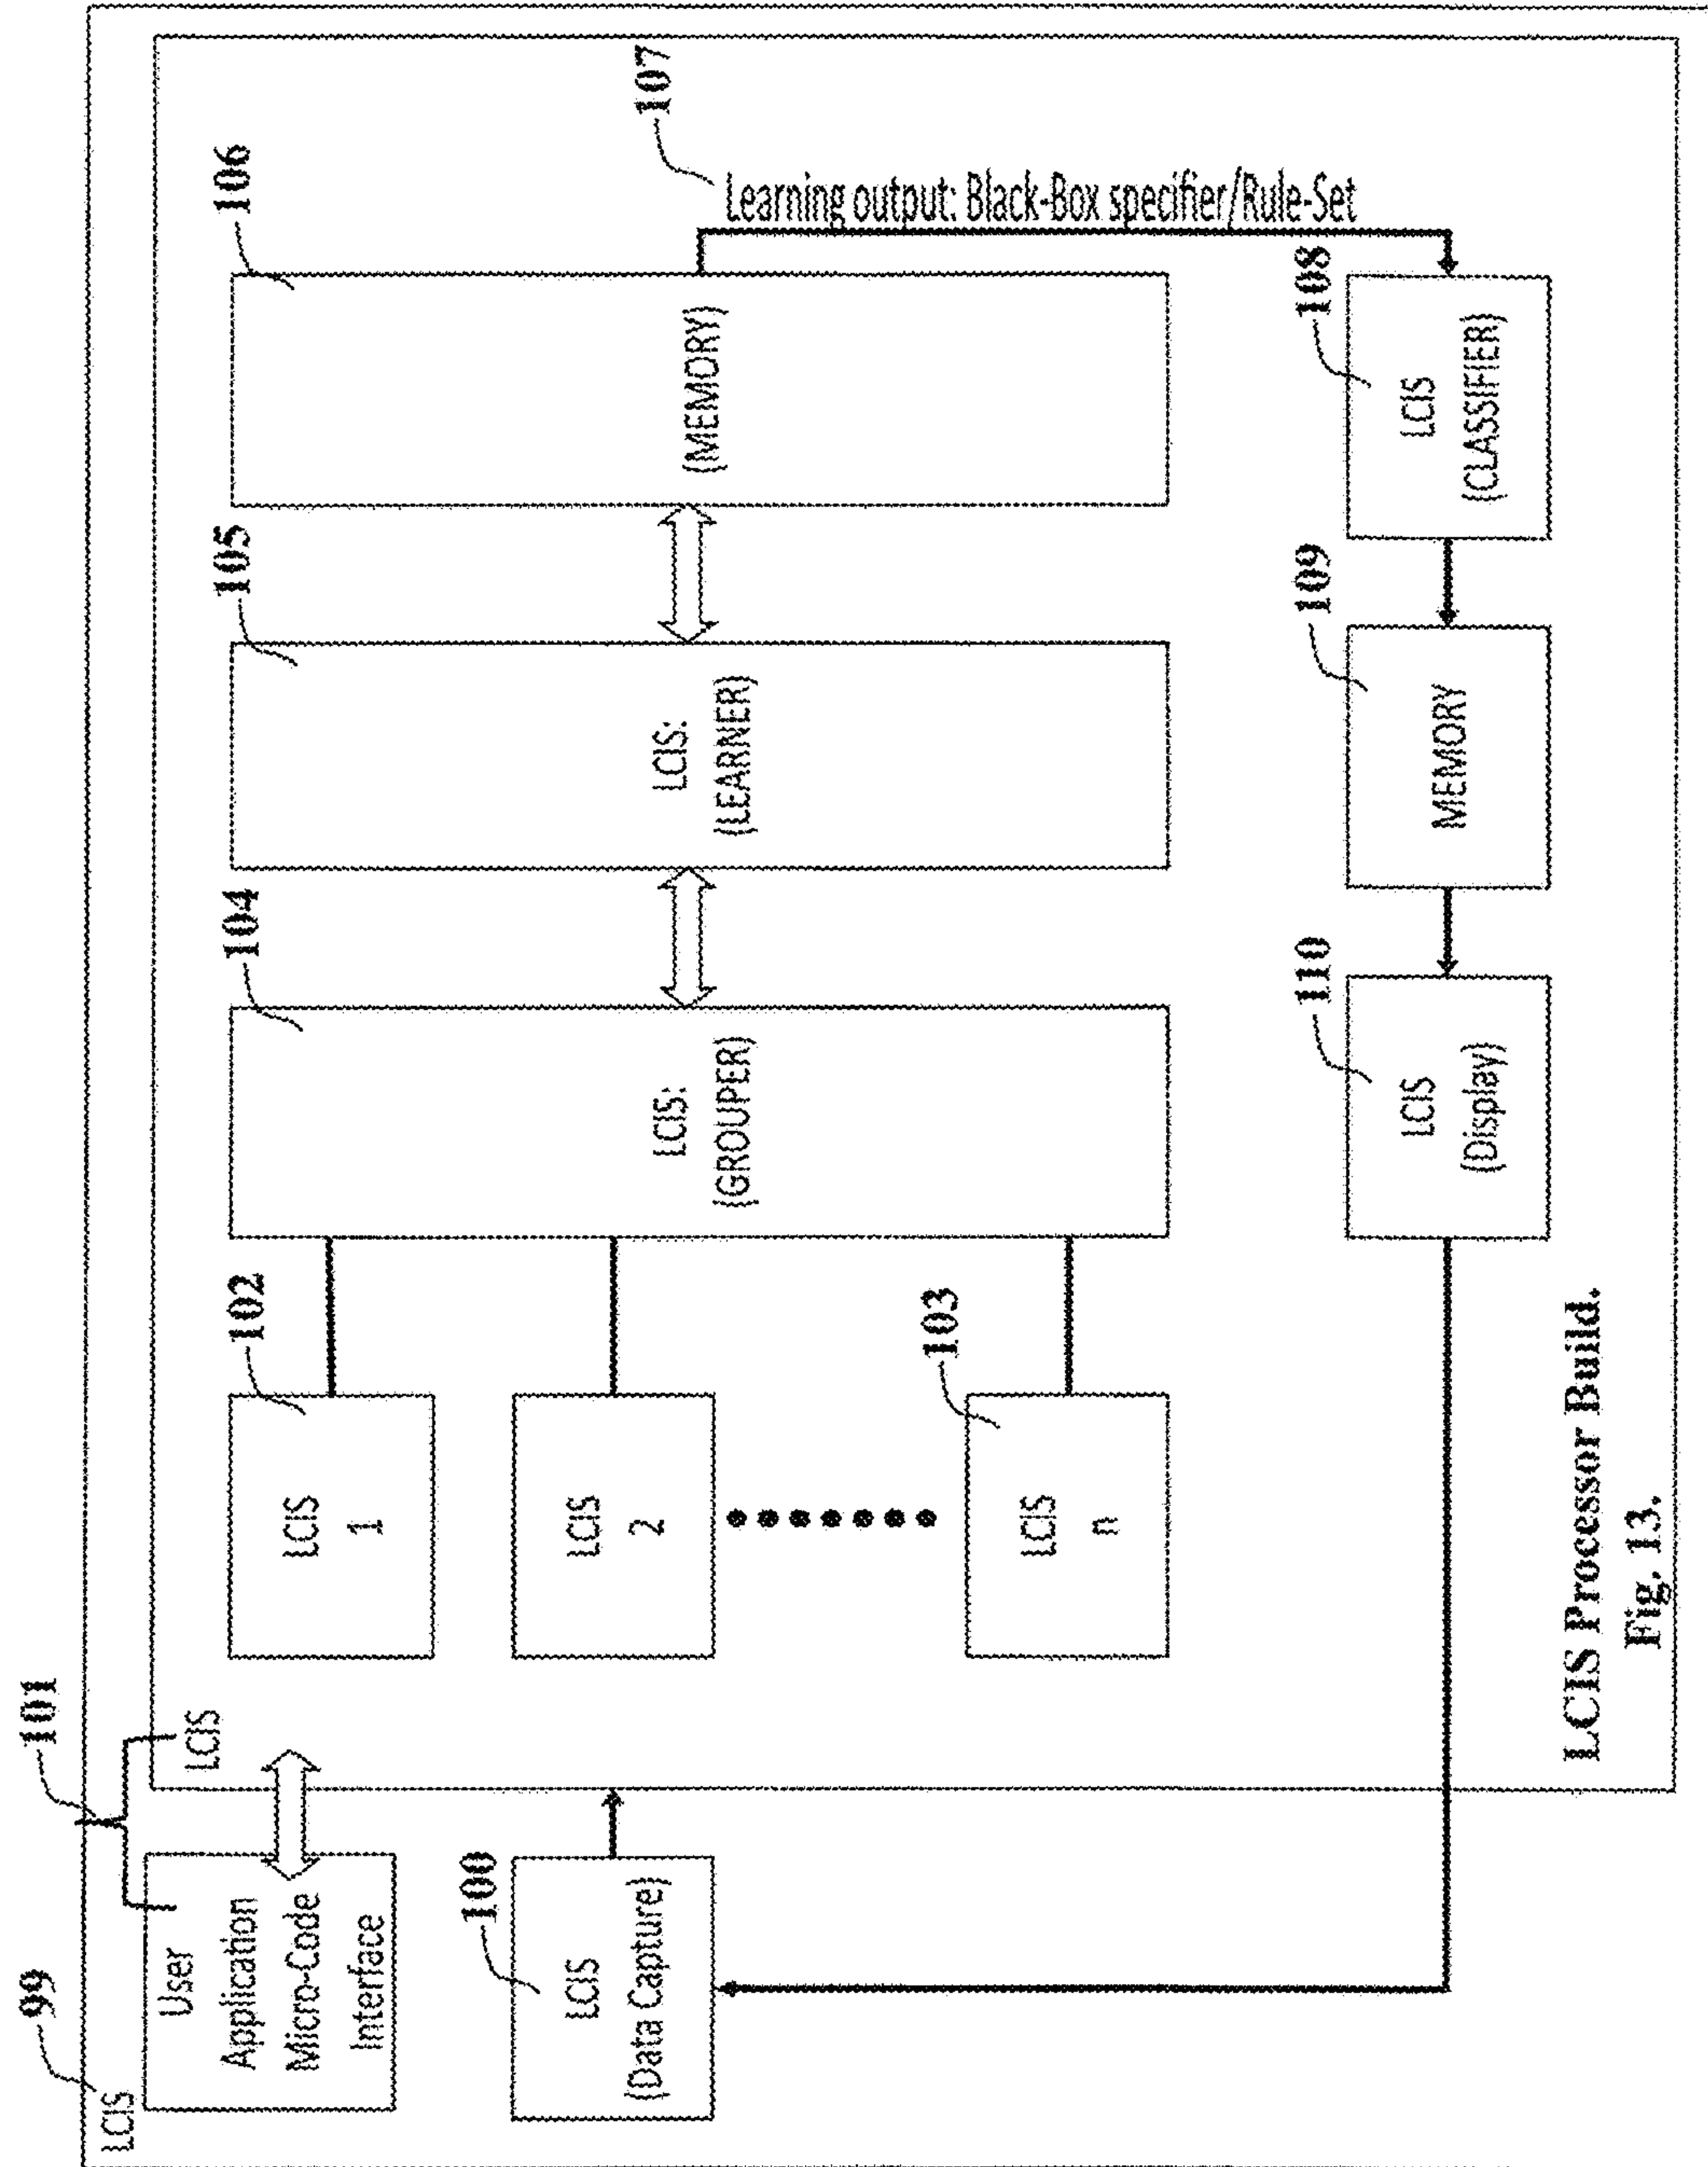 99
LCIS
101
User
Application
Micro-Code
Interface
LCIS
100
LCIS
(Data Capture)
102
LCIS
1
LCIS
2
103
LCIS
n
104
LCIS:
(GROUPER)
105
LCIS:
(LEARNER)
106
(MEMORY)
107
Learning output: Black-Box specifier/Rule-Set
108
LCIS
(CLASSIFIER)
109
MEMORY
110
LCIS
(Display)
LCIS Processor Build.
Fig. 13.